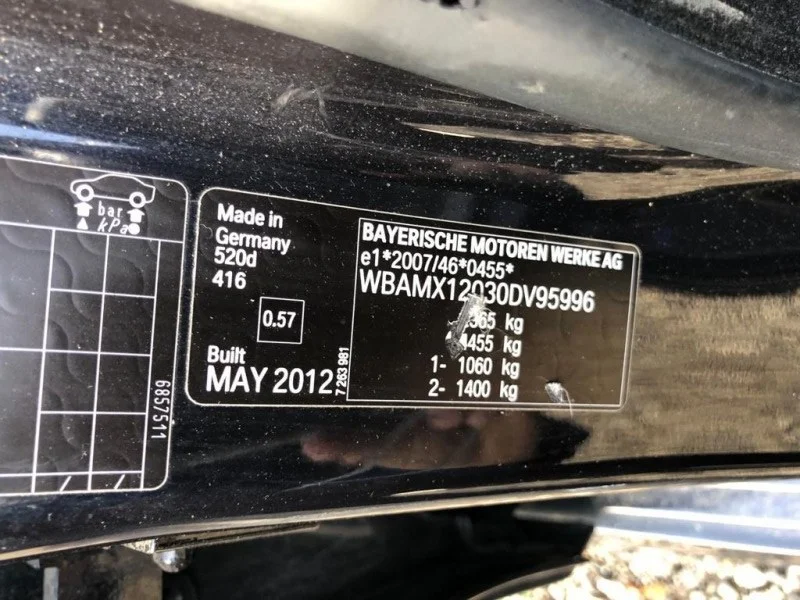 bar
kPa
6857511
Made in
Germany
520d
416
0.57
Built
MAY 2012
7 263 981
BAYERISCHE MOTOREN WERKE AG
e1*2007/46*0455*
WBAMX12030DV95996
kg
4455 kg
1- 1060 kg
2- 1400 kg